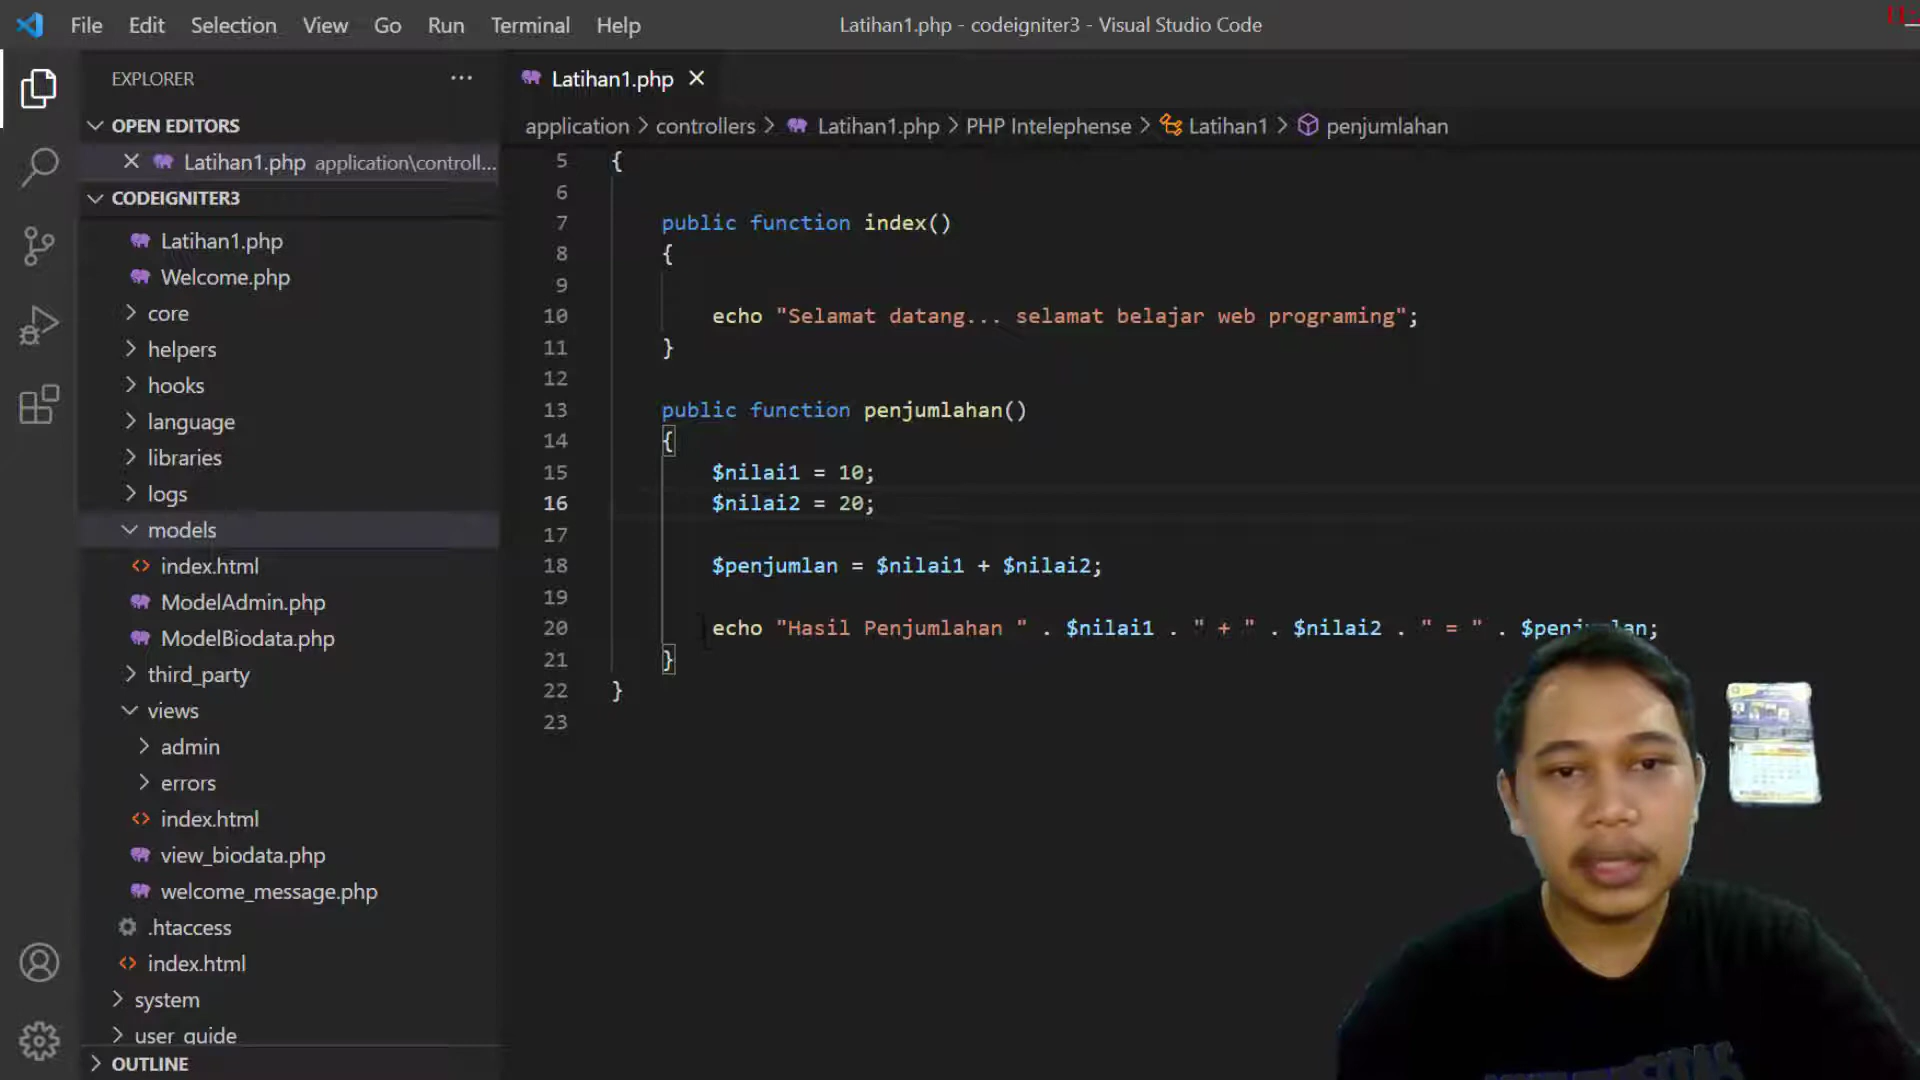 File Edit Selection View Go Run Terminal Help
Latihan1.php - codeigniter3 - Visual Studio Code
EXPLORER
OPEN EDITORS
Latihan1.php application\controll...
CODEIGNITER3
Latihan1.php
Welcome.php
core
helpers
hooks
language
libraries
logs
models
index.html
ModelAdmin.php
ModelBiodata.php
third_party
views
admin
errors
index.html
view_biodata.php
welcome_message.php
.htaccess
index.html
system
user_guide
OUTLINE
Latihan1.php
application > controllers > Latihan1.php > PHP Intelephense > Latihan1 > penjumlahan
5 {
6
7 public function index()
8 {
9
10 echo "Selamat datang... selamat belajar web programing";
11 }
12
13 public function penjumlahan()
14 {
15 $nilai1 = 10;
16 $nilai2 = 20;
17
18 $penjumlan = $nilai1 + $nilai2;
19
20 echo "Hasil Penjumlahan " . $nilai1 . " + " . $nilai2 . " = " . $penjumlan;
21 }
22 }
23